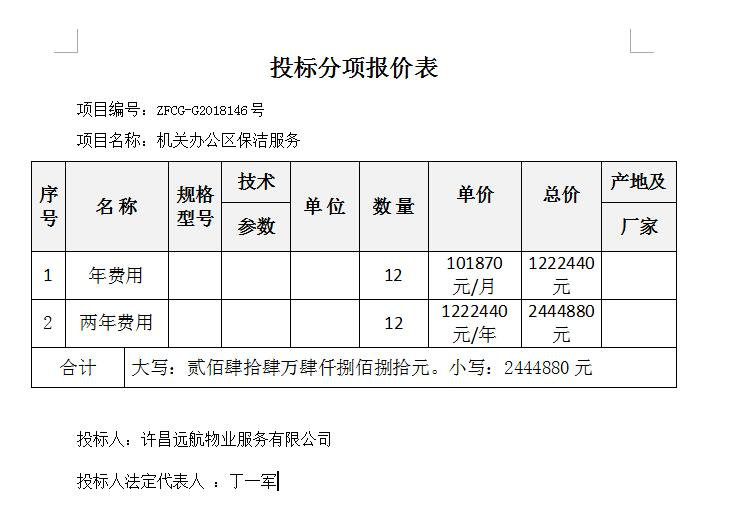 投标分项报价表
项目编号：ZFCG-G2018146号
项目名称：机关办公区保洁服务
序号 名 称 规格型号 技术参数 单 位 数 量 单价 总价 产地及厂家
1 年费用 12 101870元/月 1222440元
2 两年费用 12 1222440元/年 2444880元
合计 大写：贰佰肆拾肆万肆仟捌佰捌拾元。小写：2444880 元
投标人：许昌远航物业服务有限公司
投标人法定代表人 ：丁一军